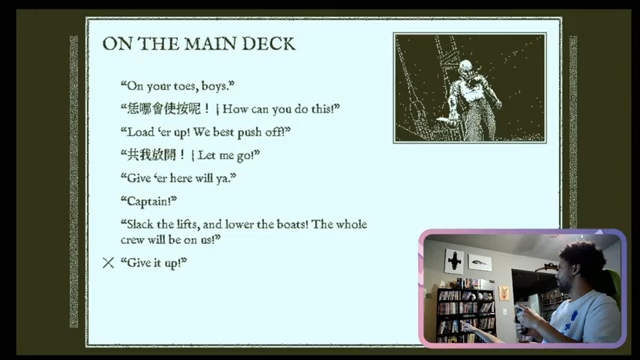 ON THE MAIN DECK
“On your toes, boys.”
“恁哪會使按呢！ | How can you do this!”
“Load ‘er up! We best push off!”
“共我放開！ | Let me go!”
“Give ‘er here will ya.”
“Captain!”
“Slack the lifts, and lower the boats! The whole
crew will be on us!”
“Give it up!”